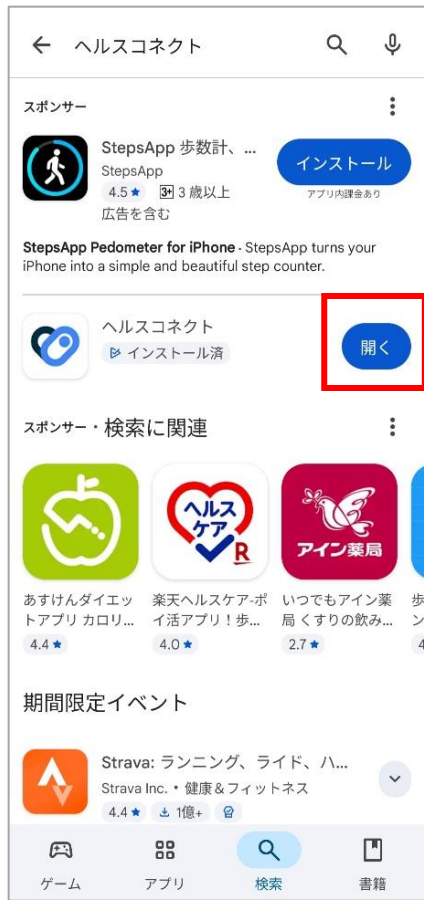 ヘルスコネクト
スポンサー
StepsApp 歩数計、...
StepsApp
4.5★ 3+ 3 歳以上
広告を含む
インストール
アプリ内課金あり
StepsApp Pedometer for iPhone · StepsApp turns your
iPhone into a simple and beautiful step counter.
ヘルスコネクト
インストール済
開く
スポンサー・検索に関連
ヘルス
ケア
R
アイン薬局
あすけんダイエッ
トアプリ カロリ...
4.4★
楽天ヘルスケア-ポ
イ活アプリ！歩...
4.0★
いつでもアイン薬
局 くすりの飲み...
2.7★
歩
ン
4
期間限定イベント
Strava: ランニング、ライド、ハ...
Strava Inc. • 健康＆フィットネス
4.4★ 1億+
ゲーム
アプリ
検索
書籍